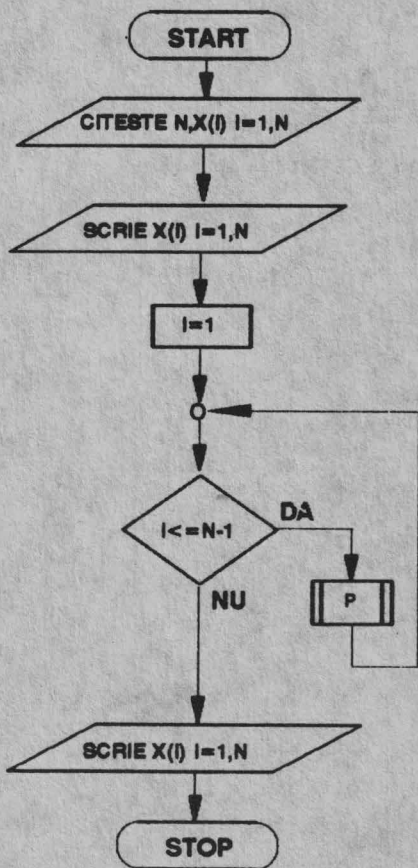 START
CITESTE N,X(I) I=1,N
SCRIE X(I) I=1,N
I=1
I<=N-1
DA
P
NU
SCRIE X(I) I=1,N
STOP